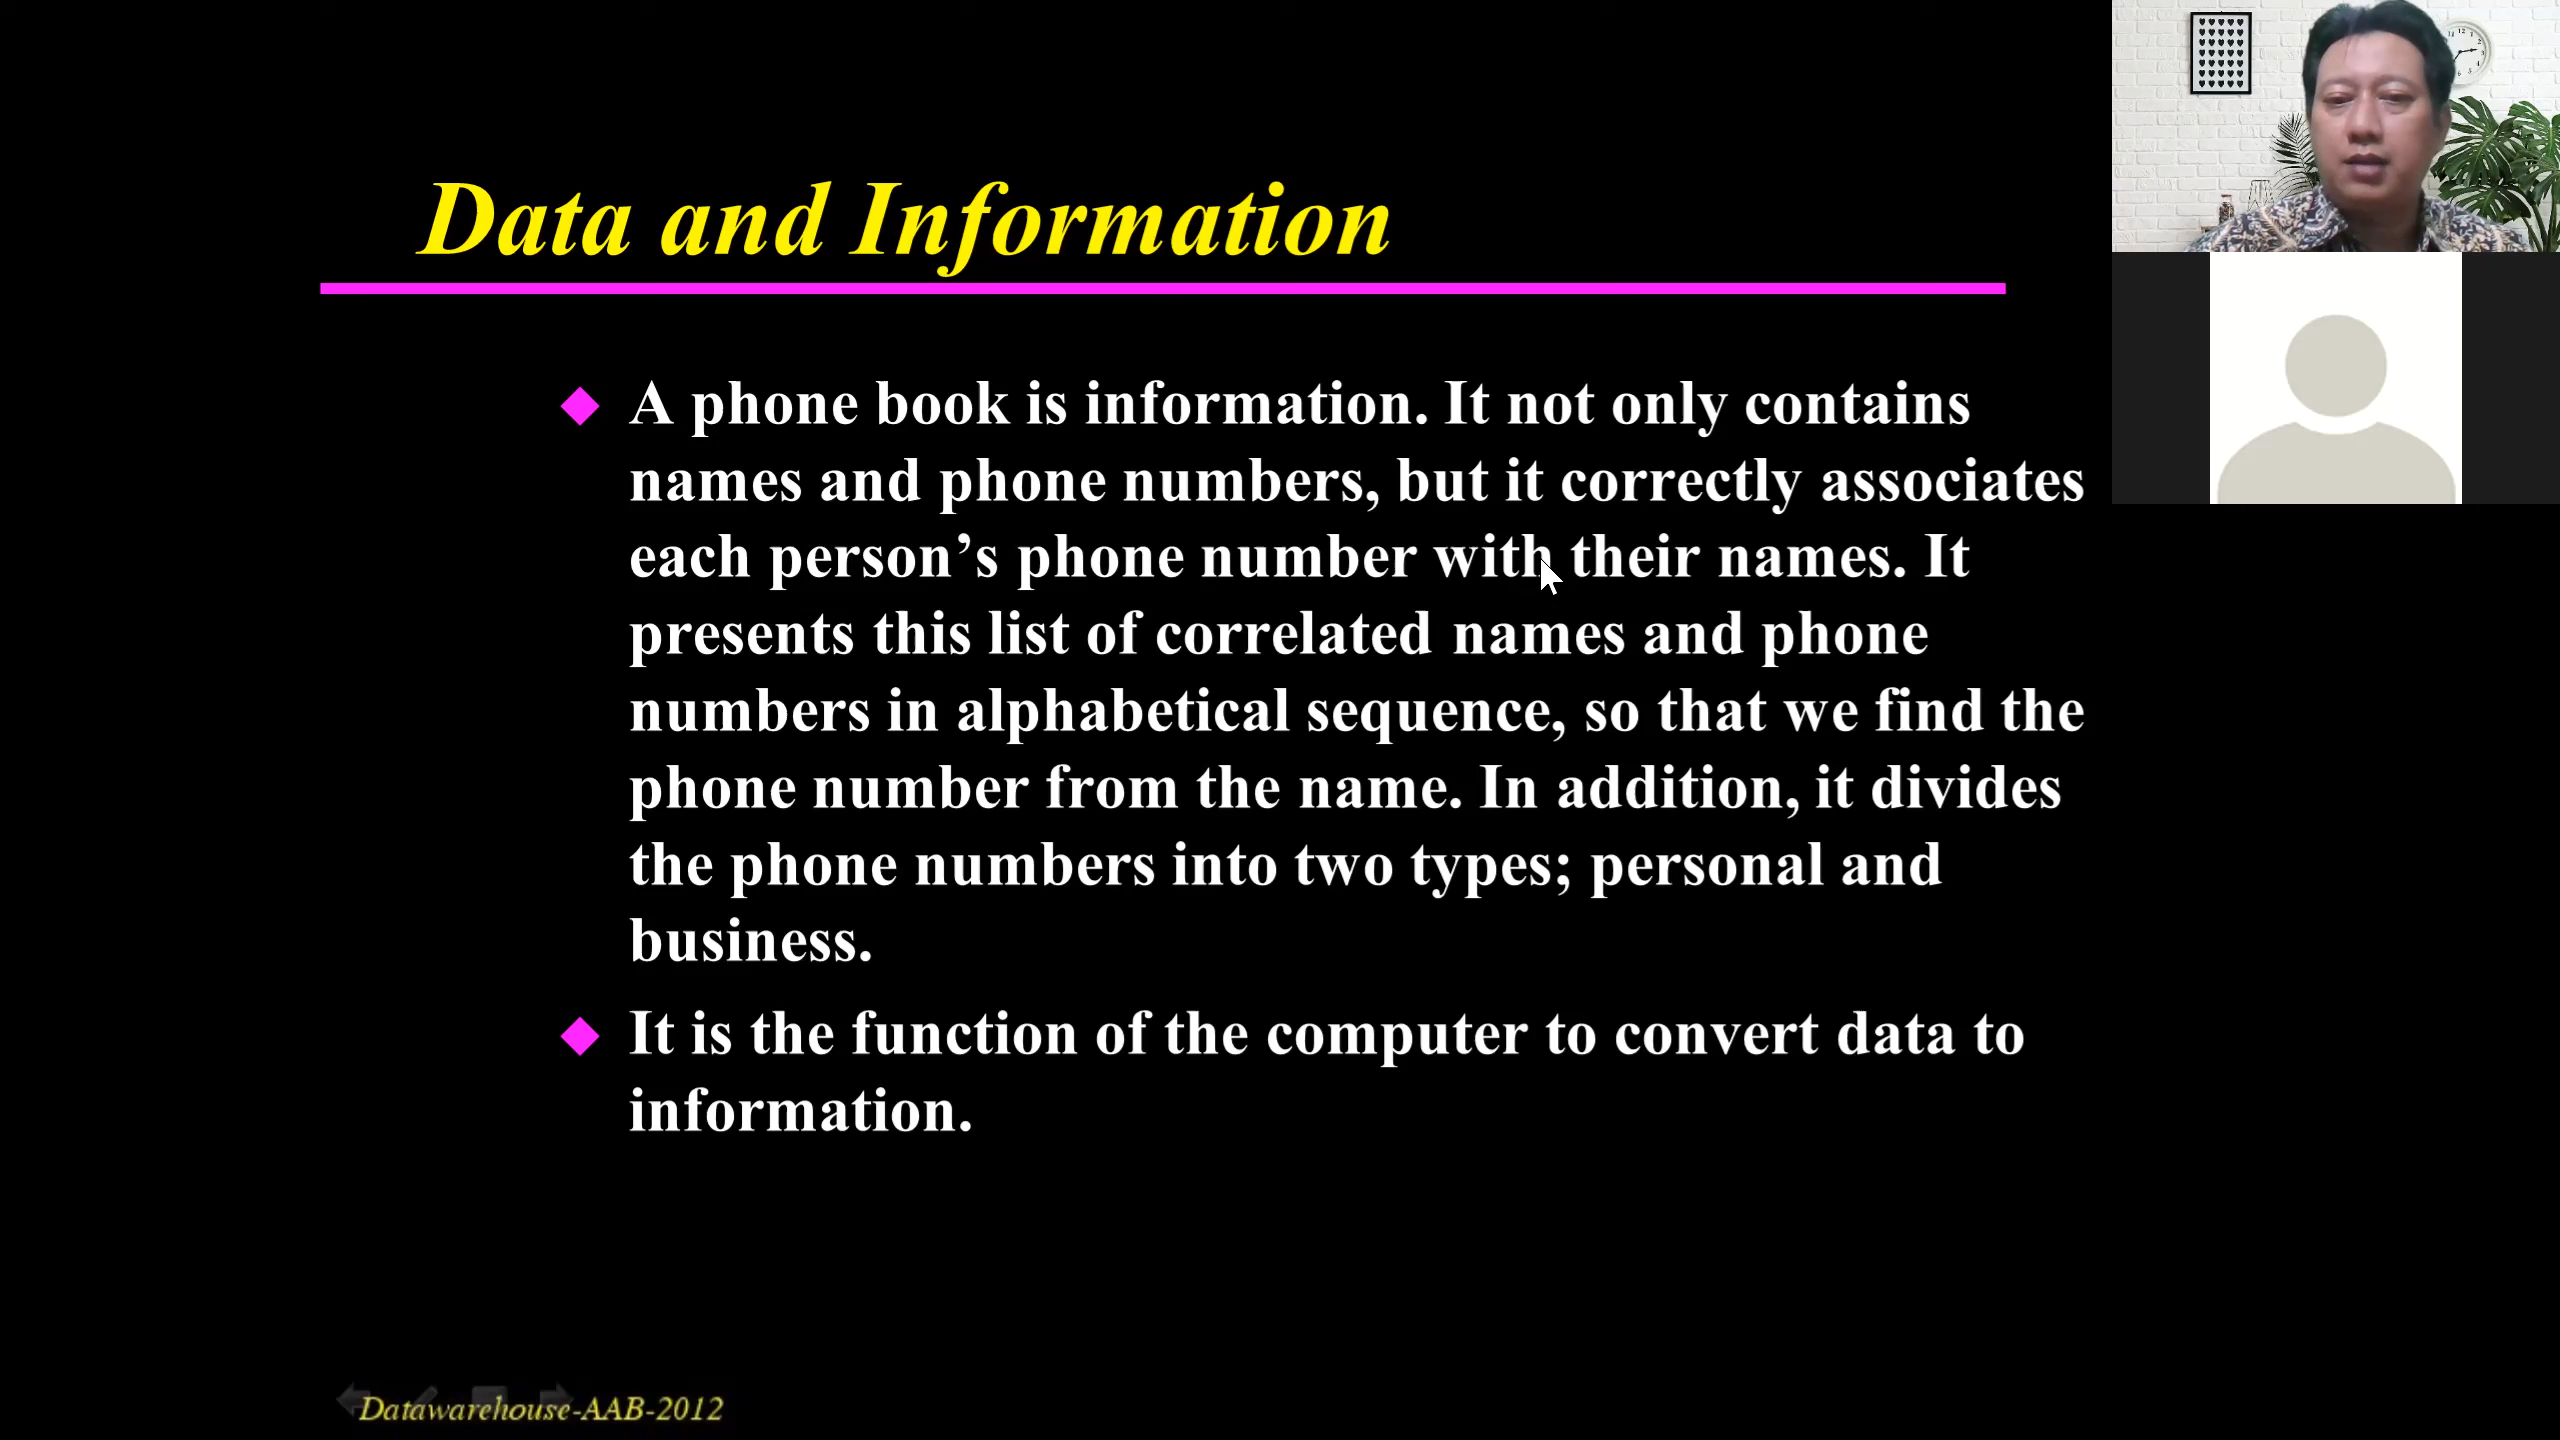 Data and Information
A phone book is information. It not only contains
names and phone numbers, but it correctly associates
each person’s phone number with their names. It
presents this list of correlated names and phone
numbers in alphabetical sequence, so that we find the
phone number from the name. In addition, it divides
the phone numbers into two types; personal and
business.
It is the function of the computer to convert data to
information.
Datawarehouse-AAB-2012